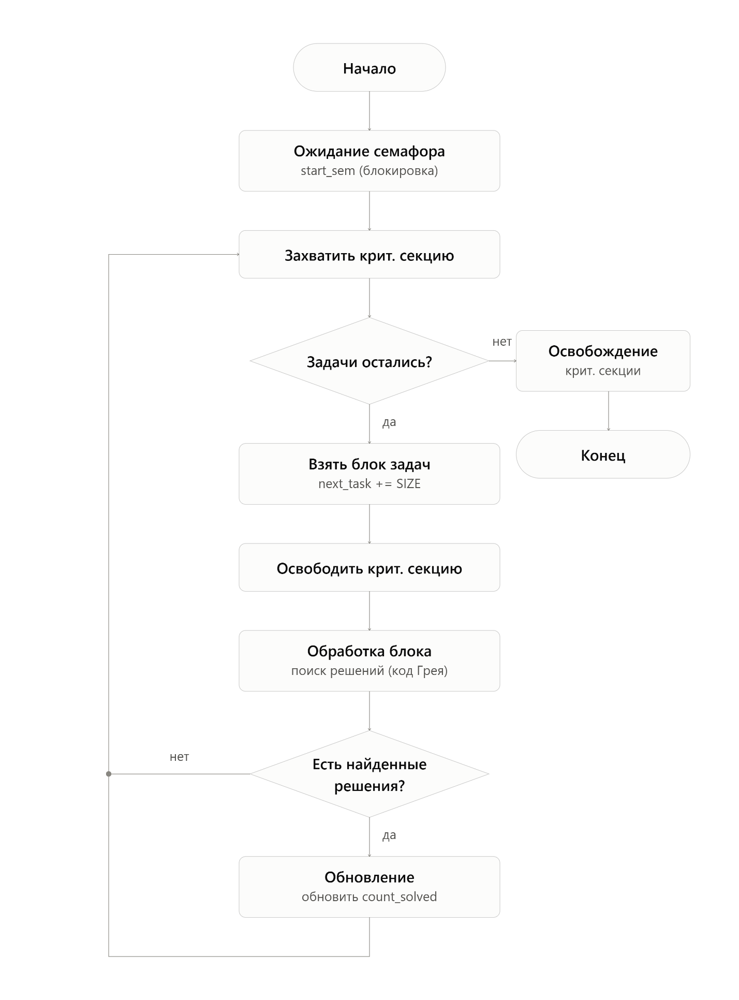 Начало
Ожидание семафора
start_sem (блокировка)
Захватить крит. секцию
Задачи остались?
нет
Освобождение
крит. секции
да
Конец
Взять блок задач
next_task += SIZE
Освободить крит. секцию
Обработка блока
поиск решений (код Грея)
Есть найденные
решения?
нет
да
Обновление
обновить count_solved